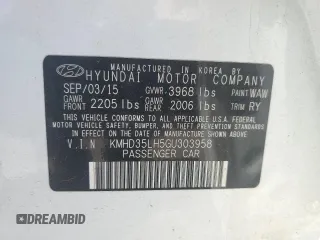 MANUFACTURED IN KOREA BY
HYUNDAI MOTOR COMPANY
SEP/03/15 GVWR 3968 lbs PAINT WAW
GAWR FRONT 2205 lbs GAWR REAR 2006 lbs TRIM RY
THIS VEHICLE CONFORMS TO ALL APPLICABLE
FEDERAL MOTOR VEHICLE SAFETY, BUMPER, AND
THEFT PREVENTION STANDARDS IN EFFECT ON
THE DATE OF MANUFACTURE SHOWN ABOVE.
V.I.N KMHD35LH5GU303958
PASSENGER CAR
©DREAMBID